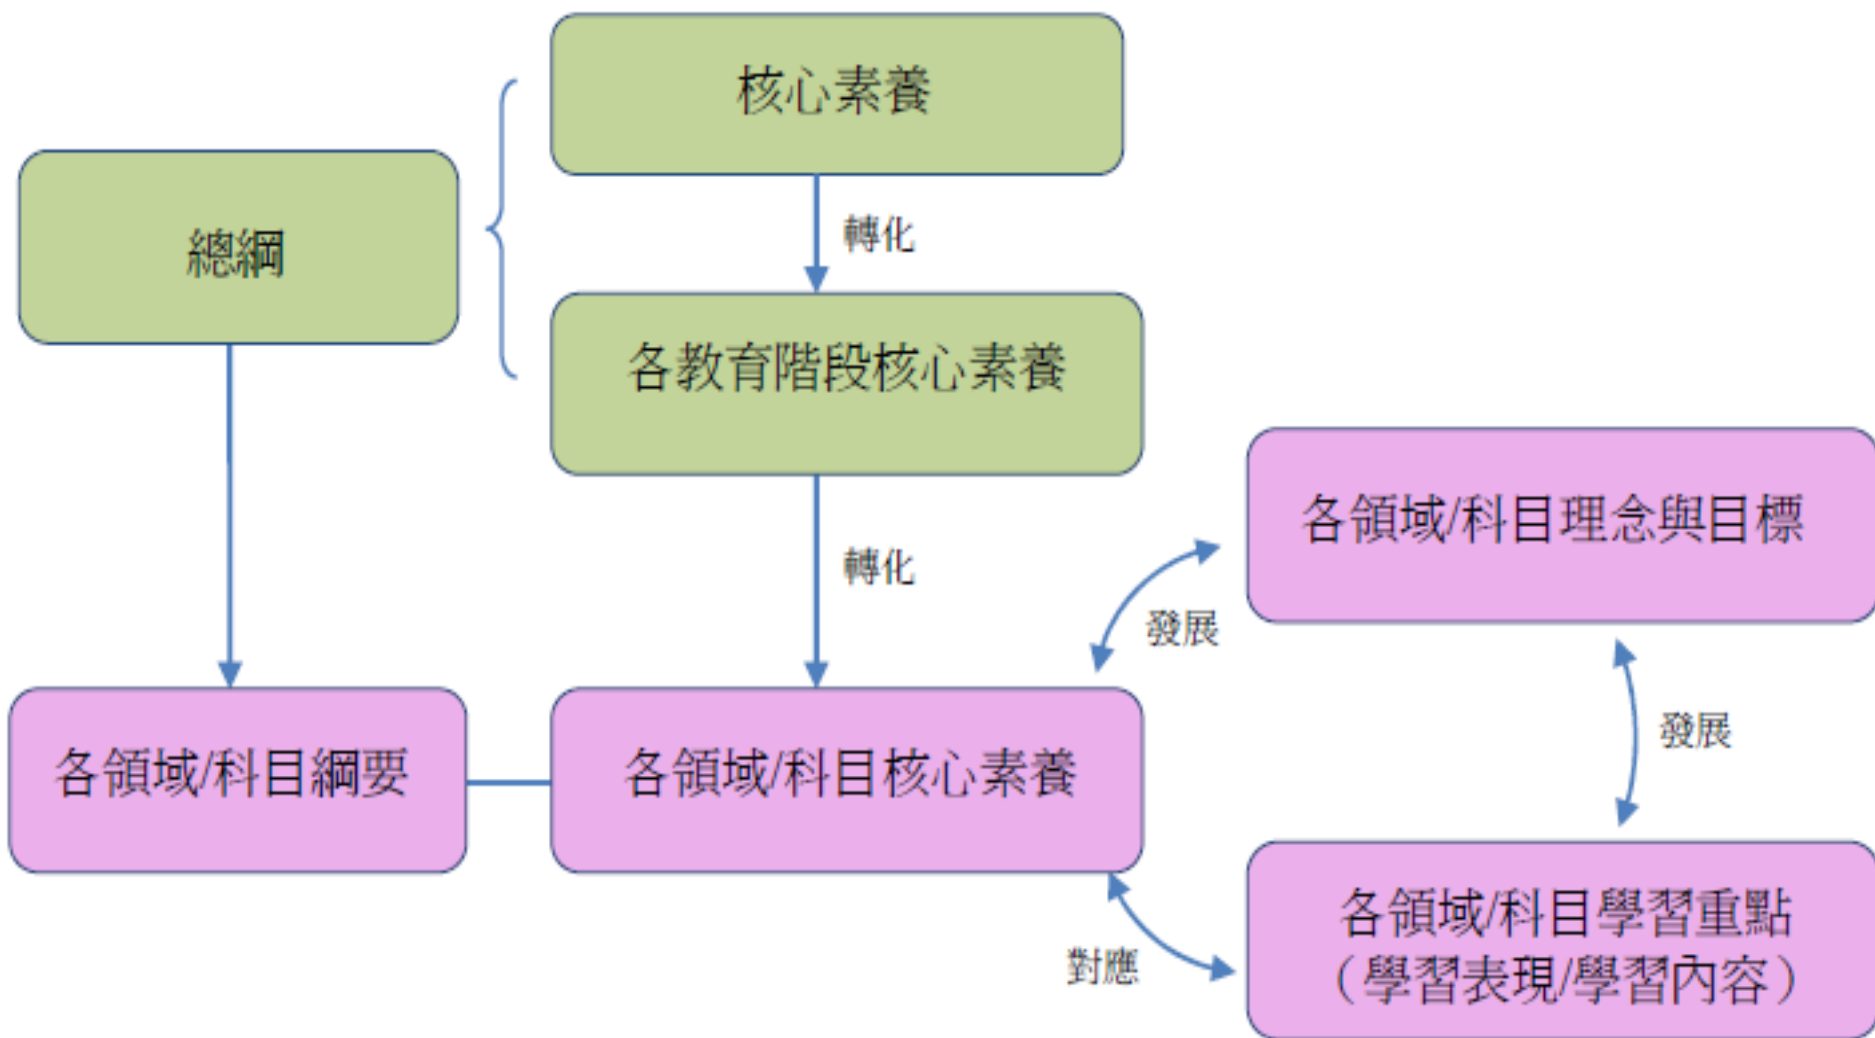 核心素養
總綱
轉化
各教育階段核心素養
各領域/科目理念與目標
轉化
發展
發展
各領域/科目綱要
各領域/科目核心素養
各領域/科目學習重點
（學習表現/學習內容）
對應